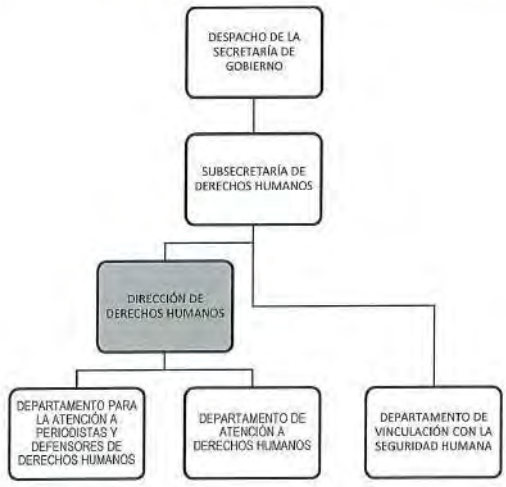 DESPACHO DE LA
SECRETARÍA DE
GOBIERNO
SUBSECRETARÍA DE
DERECHOS HUMANOS
DIRECCIÓN DE
DERECHOS HUMANOS
DEPARTAMENTO PARA
LA ATENCIÓN A
PERIODISTAS Y
DEFENSORES DE
DERECHOS HUMANOS
DEPARTAMENTO DE
ATENCIÓN A
DERECHOS HUMANOS
DEPARTAMENTO DE
VINCULACIÓN CON LA
SEGURIDAD HUMANA